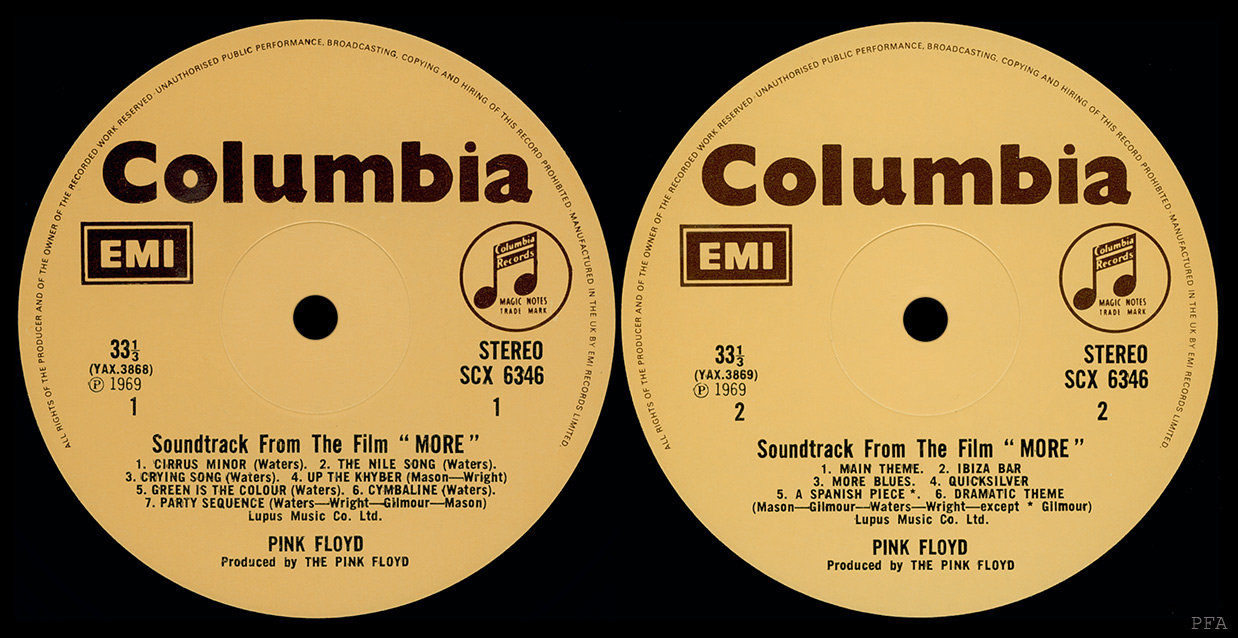 ALL RIGHTS OF THE PRODUCER AND OF THE OWNER OF THE RECORDED WORK RESERVED · UNAUTHORISED PUBLIC PERFORMANCE, BROADCASTING, COPYING AND HIRING OF THIS RECORD PROHIBITED · MANUFACTURED IN THE UK BY EMI RECORDS LIMITED.
Columbia
EMI
Columbia
Records
MAGIC NOTES
TRADE MARK
33⅓
(YAX.3868)
℗ 1969
1
STEREO
SCX 6346
1
Soundtrack From The Film “ MORE ”
1. CIRRUS MINOR (Waters). 2. THE NILE SONG (Waters).
3. CRYING SONG (Waters). 4. UP THE KHYBER (Mason—Wright)
5. GREEN IS THE COLOUR (Waters). 6. CYMBALINE (Waters).
7. PARTY SEQUENCE (Waters—Wright—Gilmour—Mason)
Lupus Music Co. Ltd.
PINK FLOYD
Produced by THE PINK FLOYD
ALL RIGHTS OF THE PRODUCER AND OF THE OWNER OF THE RECORDED WORK RESERVED · UNAUTHORISED PUBLIC PERFORMANCE, BROADCASTING, COPYING AND HIRING OF THIS RECORD PROHIBITED · MANUFACTURED IN THE UK BY EMI RECORDS LIMITED.
Columbia
EMI
Columbia
Records
MAGIC NOTES
TRADE MARK
33⅓
(YAX.3869)
℗ 1969
2
STEREO
SCX 6346
2
Soundtrack From The Film “ MORE ”
1. MAIN THEME. 2. IBIZA BAR
3. MORE BLUES. 4. QUICKSILVER
5. A SPANISH PIECE *. 6. DRAMATIC THEME
(Mason—Gilmour—Waters—Wright—except * Gilmour)
Lupus Music Co. Ltd.
PINK FLOYD
Produced by THE PINK FLOYD
PFA